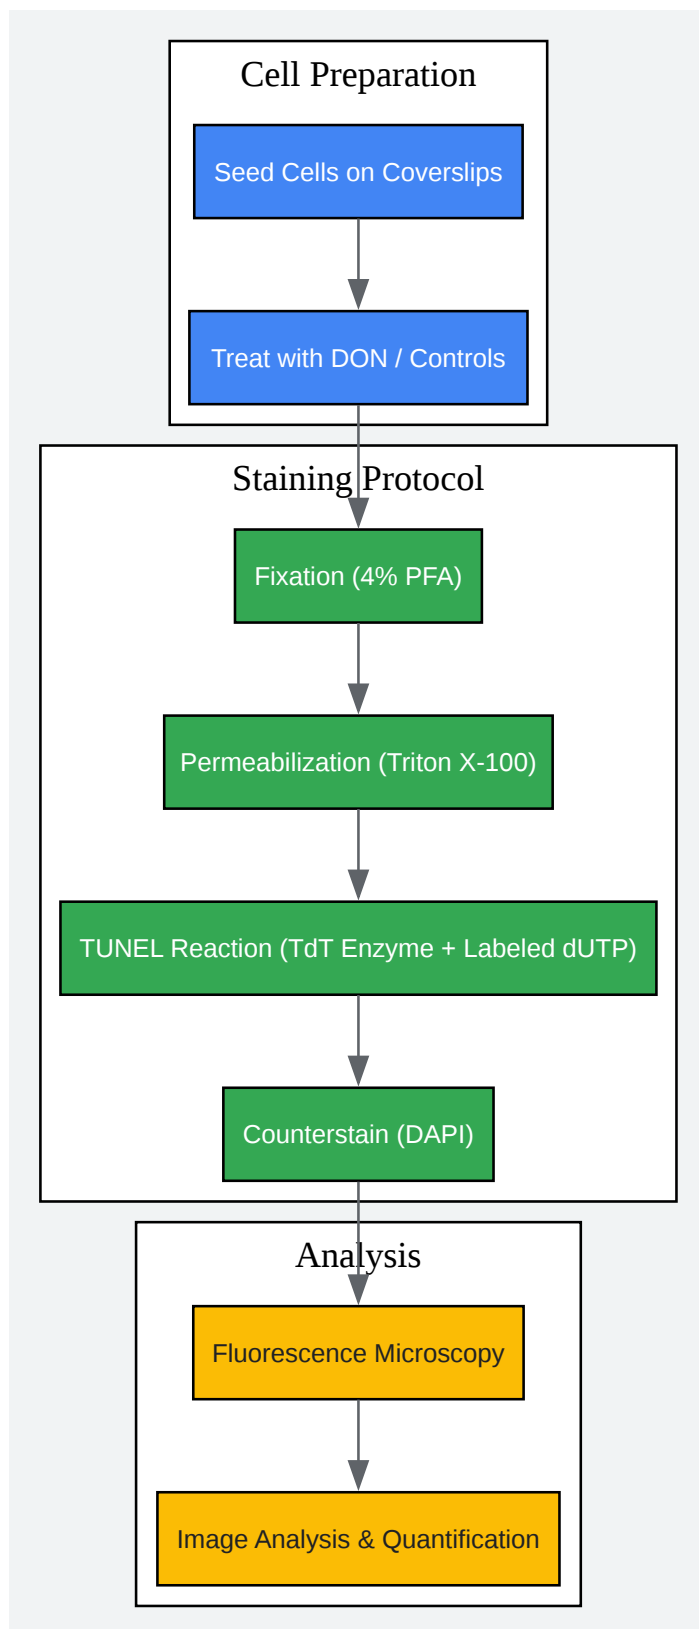 Cell Preparation
Seed Cells on Coverslips
Treat with DON / Controls
Staining Protocol
Fixation (4% PFA)
Permeabilization (Triton X-100)
TUNEL Reaction (TdT Enzyme + Labeled dUTP)
Counterstain (DAPI)
Analysis
Fluorescence Microscopy
Image Analysis & Quantification